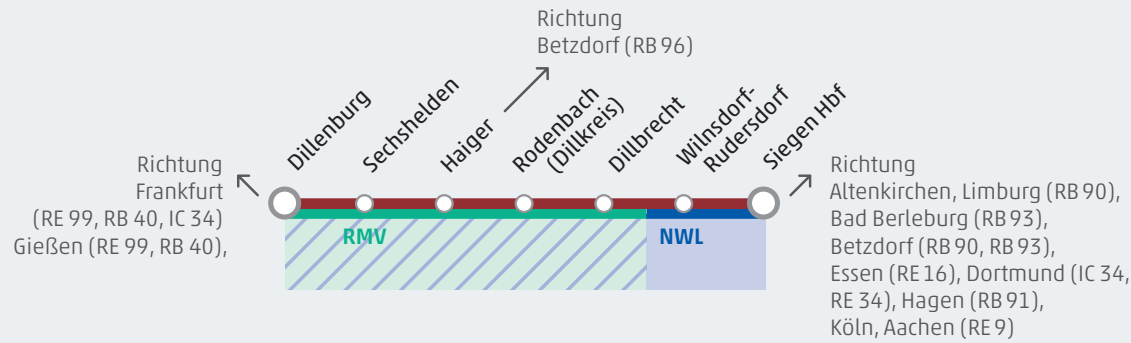 Richtung
Betzdorf (RB 96)
Dillenburg
Sechshelden
Haiger
Rodenbach
(Dillkreis)
Dillbrecht
Wilnsdorf-
Rudersdorf
Siegen Hbf
Richtung
Frankfurt
(RE 99, RB 40, IC 34)
Gießen (RE 99, RB 40),
RMV
NWL
Richtung
Altenkirchen, Limburg (RB 90),
Bad Berleburg (RB 93),
Betzdorf (RB 90, RB 93),
Essen (RE 16), Dortmund (IC 34,
RE 34), Hagen (RB 91),
Köln, Aachen (RE 9)